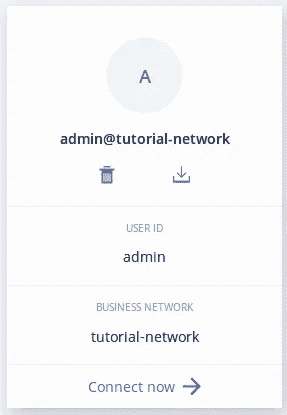 A
admin@tutorial-network
USER ID
admin
BUSINESS NETWORK
tutorial-network
Connect now